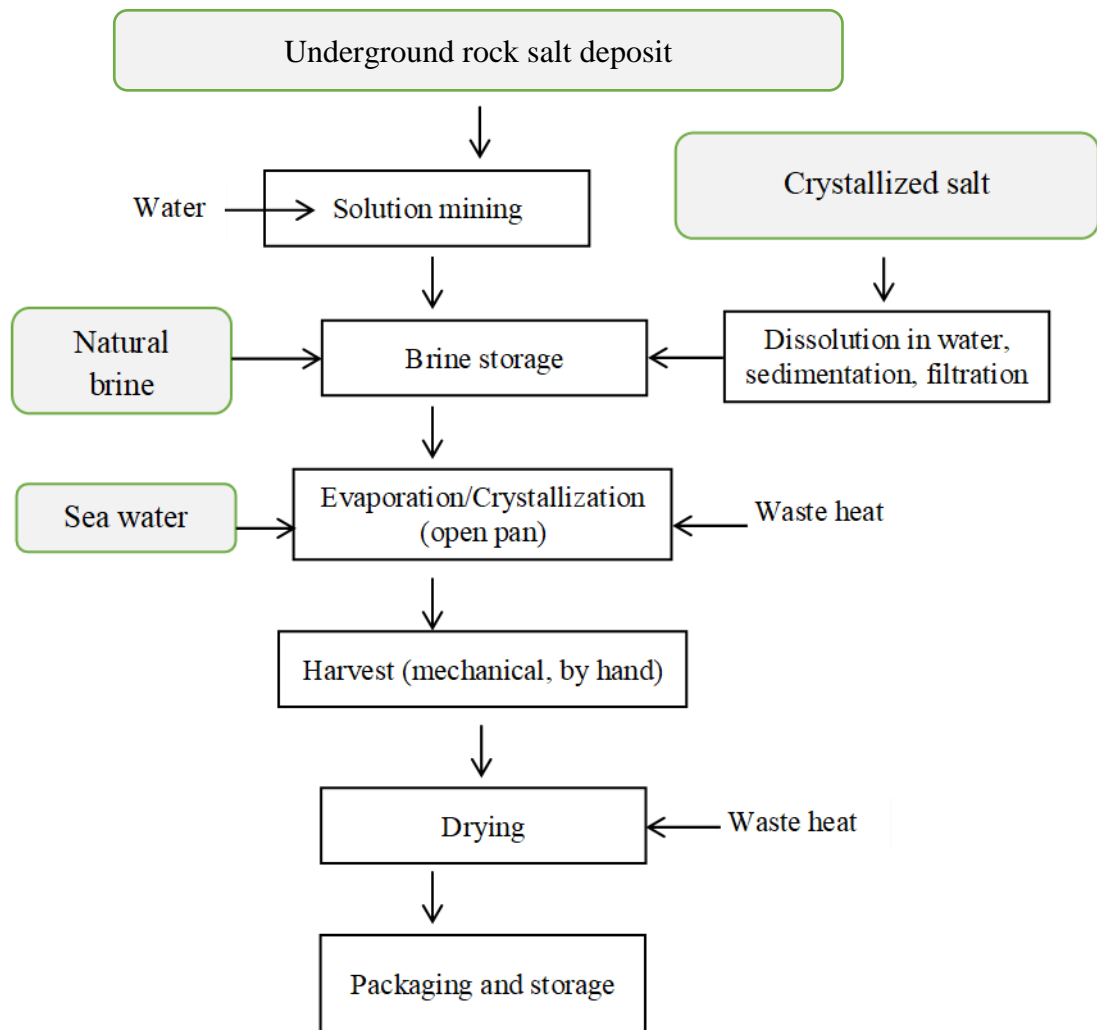 Underground rock salt deposit
Water
Solution mining
Crystallized salt
Natural
brine
Brine storage
Dissolution in water,
sedimentation, filtration
Sea water
Evaporation/Crystallization
(open pan)
Waste heat
Harvest (mechanical, by hand)
Drying
Waste heat
Packaging and storage